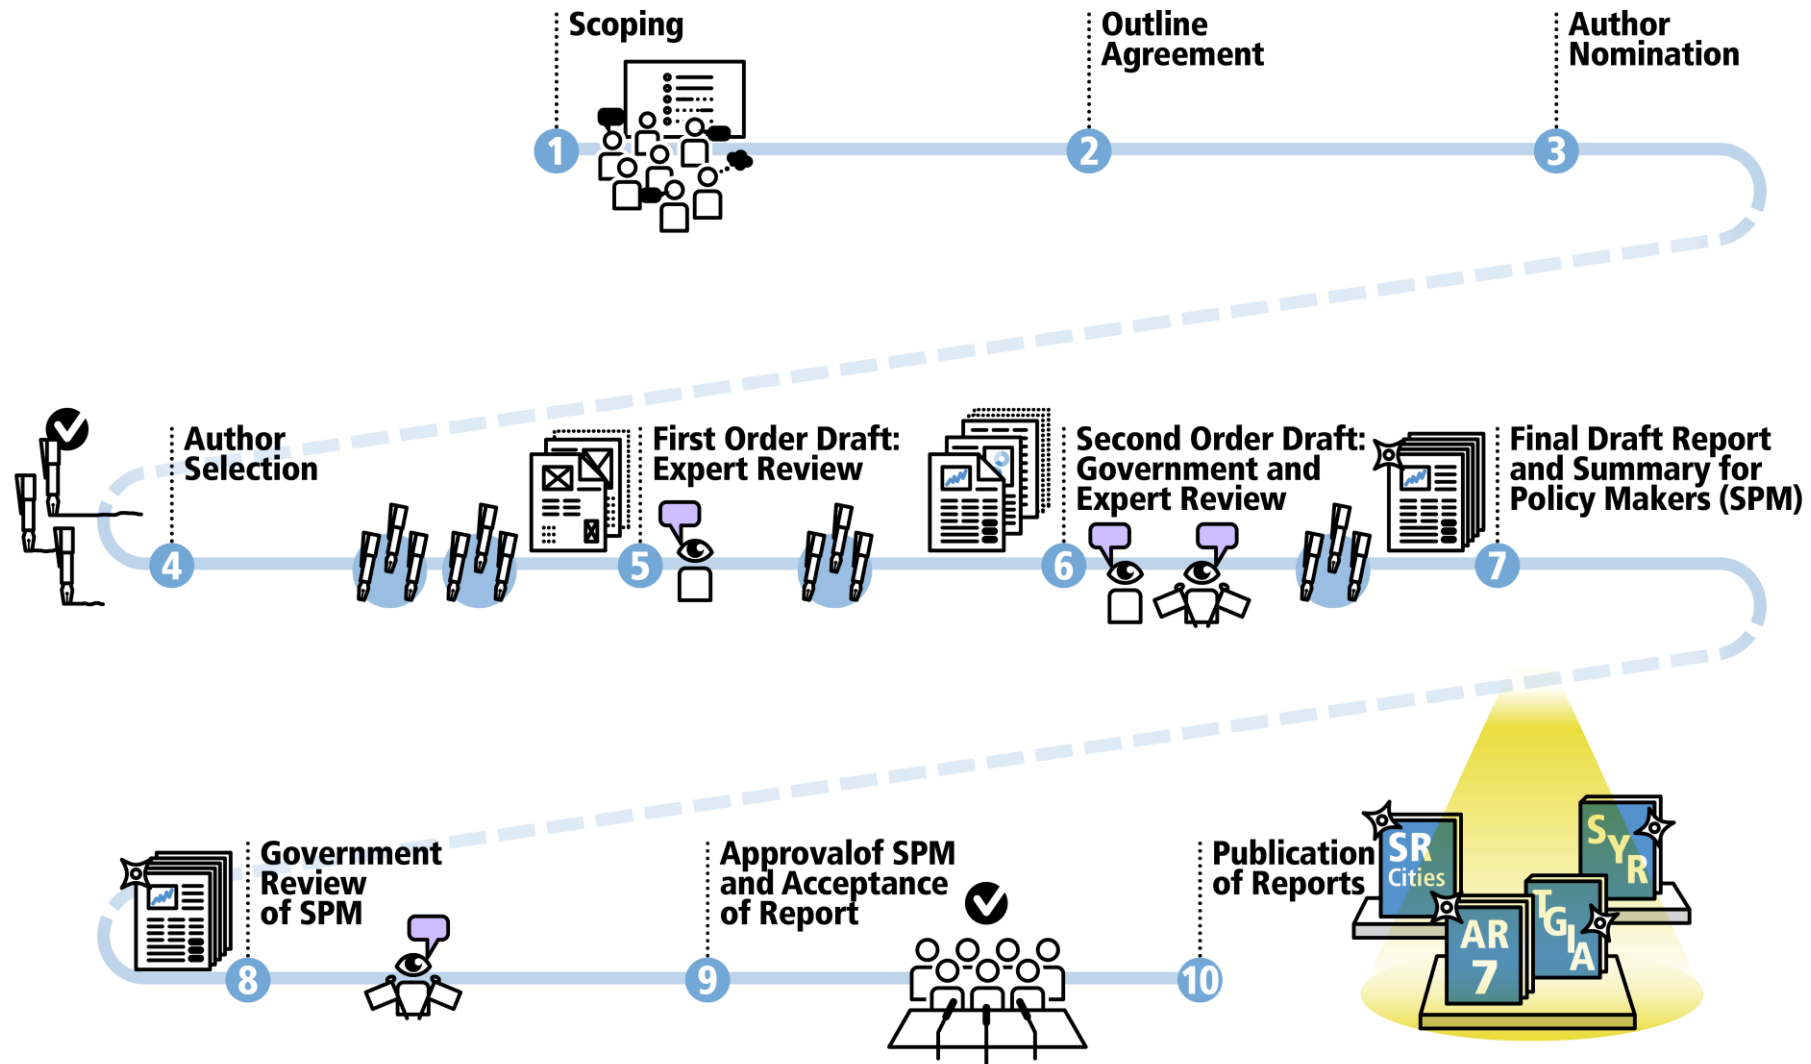 Scoping
1
Outline
Agreement
2
Author
Nomination
3
Author
Selection
4
First Order Draft:
Expert Review
5
Second Order Draft:
Government and
Expert Review
6
Final Draft Report
and Summary for
Policy Makers (SPM)
7
Government
Review
of SPM
8
Approvalof SPM
and Acceptance
of Report
9
Publication
of Reports
10
SR
Cities
AR
7
TGIA
SYR